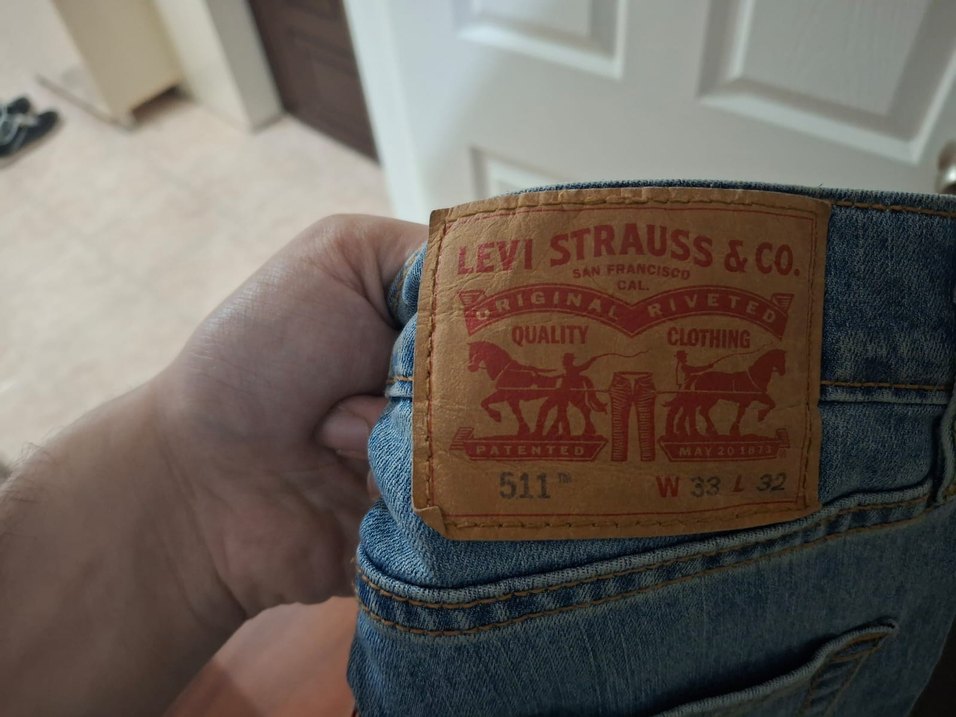 LEVI STRAUSS & CO.
SAN FRANCISCO
CAL.
ORIGINAL RIVETED
QUALITY CLOTHING
PATENTED MAY 20 1873
511™ W 33 L 32